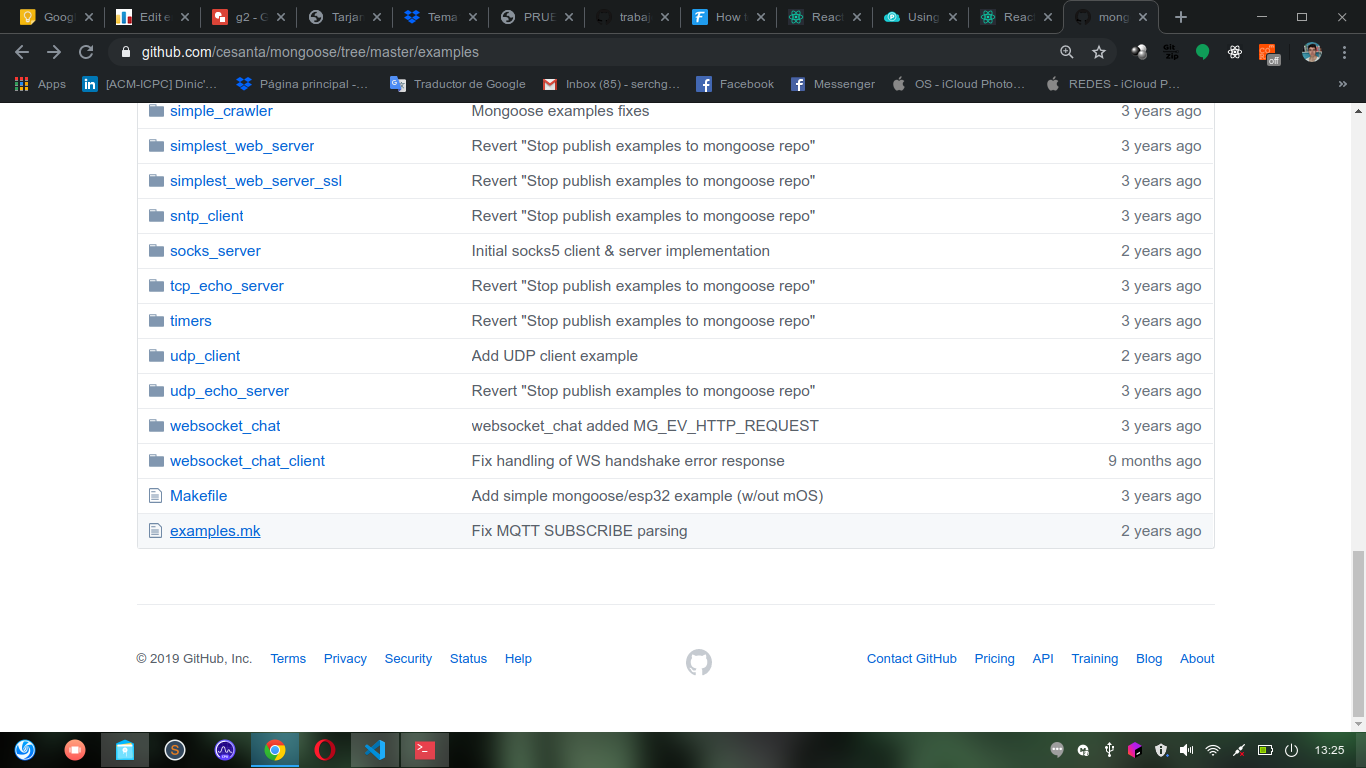 Goog
Edit e
g2 - G
Tarjar
Tema
PRUE
trabaj
How t
React
Using
React
mong
github.com/cesanta/mongoose/tree/master/examples
off
Apps
[ACM-ICPC] Dinic'...
Página principal -...
Traductor de Google
Inbox (85) - serchg...
Facebook
Messenger
OS - iCloud Photo...
REDES - iCloud P...
»
simple_crawler Mongoose examples fixes 3 years ago
simplest_web_server Revert "Stop publish examples to mongoose repo" 3 years ago
simplest_web_server_ssl Revert "Stop publish examples to mongoose repo" 3 years ago
sntp_client Revert "Stop publish examples to mongoose repo" 3 years ago
socks_server Initial socks5 client & server implementation 2 years ago
tcp_echo_server Revert "Stop publish examples to mongoose repo" 3 years ago
timers Revert "Stop publish examples to mongoose repo" 3 years ago
udp_client Add UDP client example 2 years ago
udp_echo_server Revert "Stop publish examples to mongoose repo" 3 years ago
websocket_chat websocket_chat added MG_EV_HTTP_REQUEST 3 years ago
websocket_chat_client Fix handling of WS handshake error response 9 months ago
Makefile Add simple mongoose/esp32 example (w/out mOS) 3 years ago
examples.mk Fix MQTT SUBSCRIBE parsing 2 years ago
© 2019 GitHub, Inc. Terms Privacy Security Status Help Contact GitHub Pricing API Training Blog About
13:25